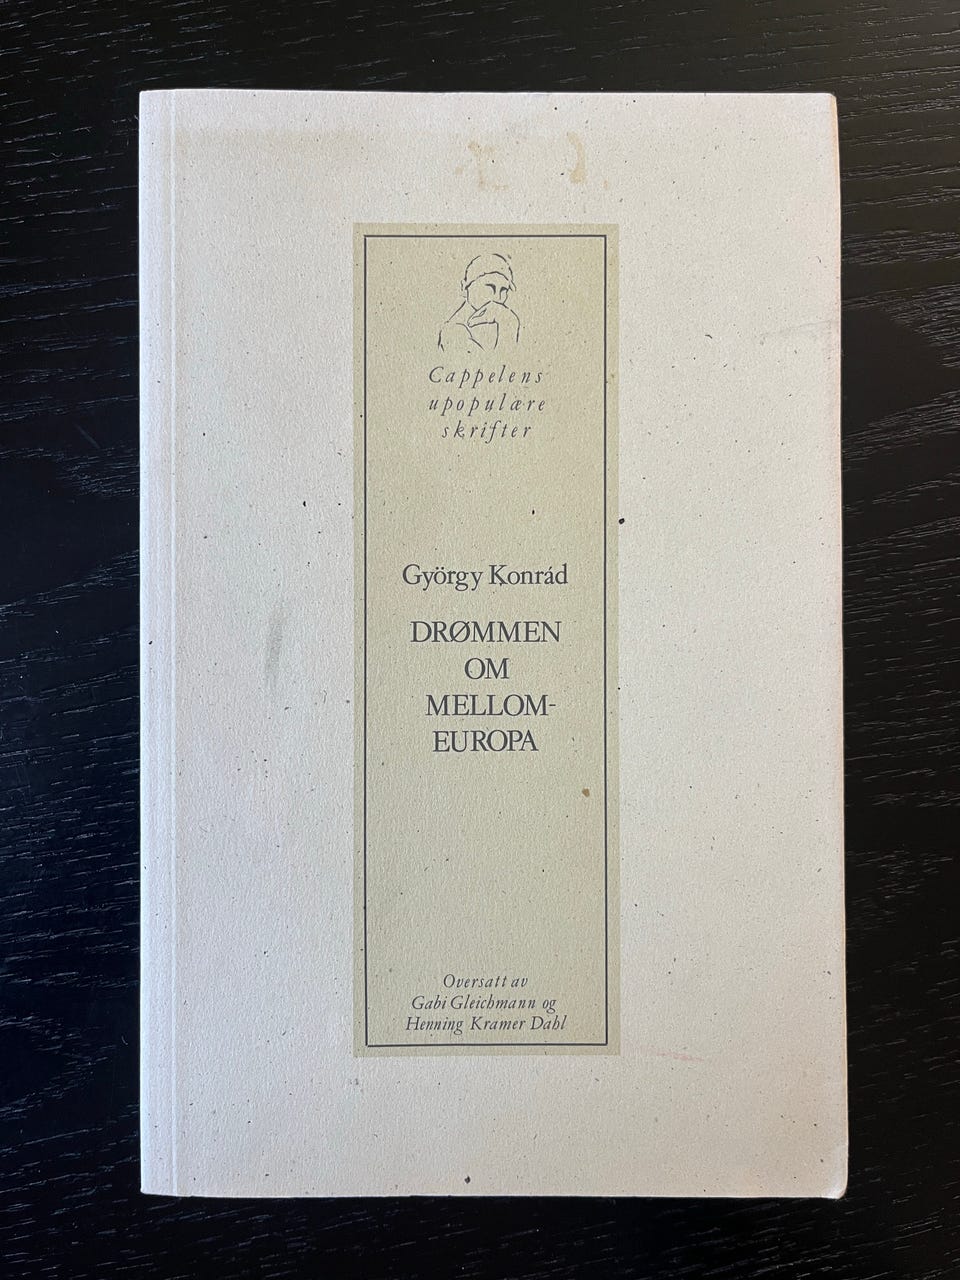 Cappelens
upopulære
skrifter
György Konrád
DRØMMEN
OM
MELLOM-
EUROPA
Oversatt av
Gabi Gleichmann og
Henning Kramer Dahl